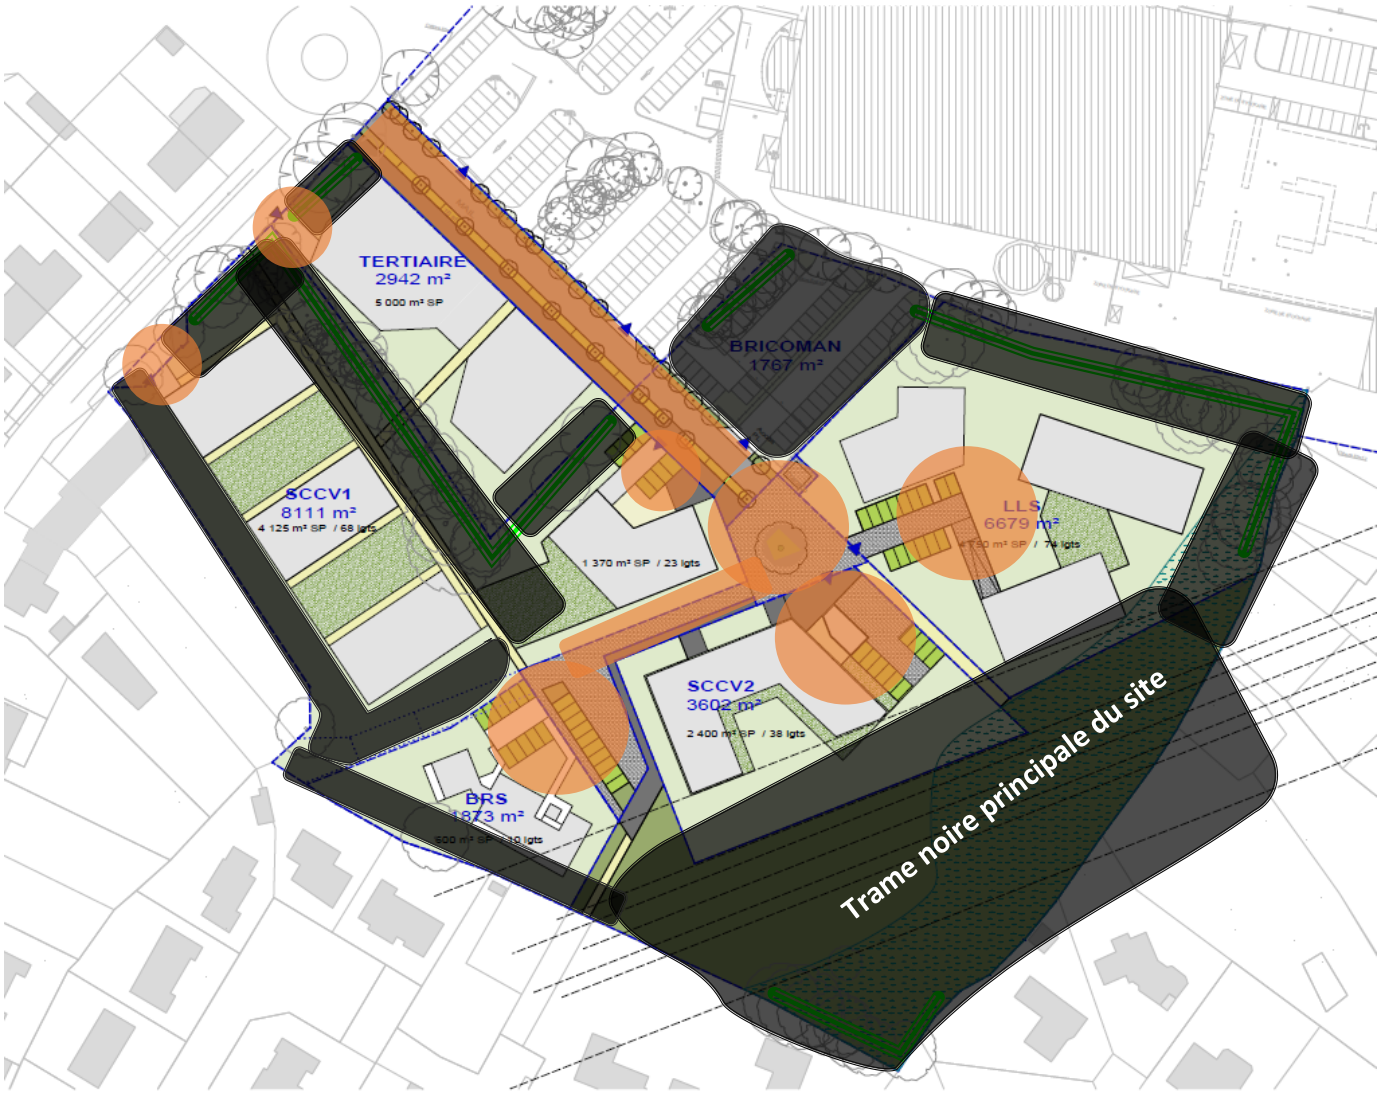 TERTIAIRE
2942 m²
5 000 m² SP
BRICOMAN
1767 m²
SCCV1
8111 m²
4 125 m² SP / 68 lgts
LLS
6679 m²
m² SP / 74 lgts
1 370 m² SP / 23 lgts
SCCV2
3602 m²
2 400 m² SP / 38 lgts
Trame noire principale du site
BRS
1873 m²
600 m² SP / 10 lgts